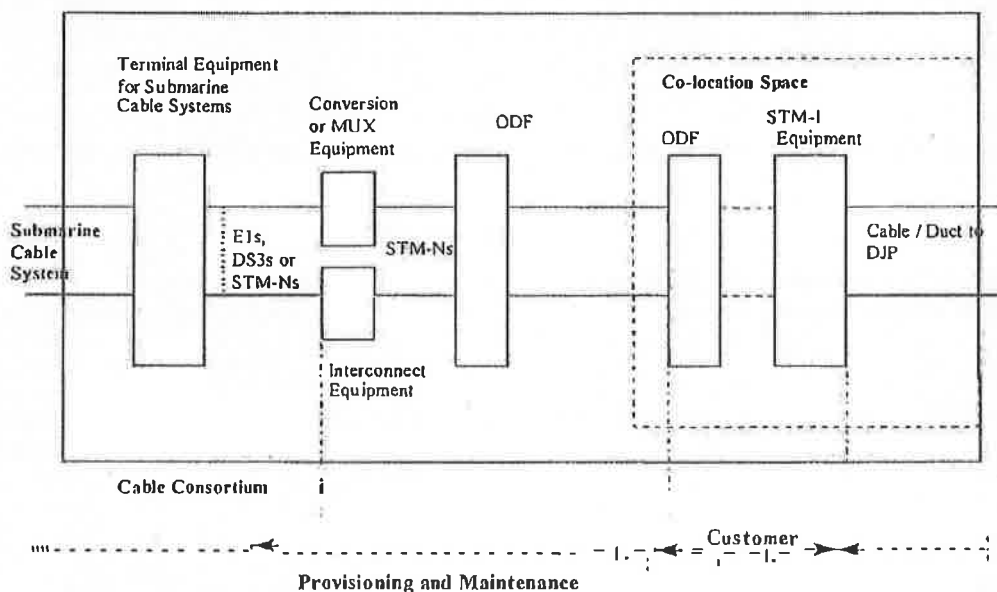 Terminal Equipment
for Submarine
Cable Systems
Conversion
or MUX
Equipment
ODF
Co-location Space
ODF
STM-1
Equipment
Submarine
Cable
System
E1s,
DS3s or
STM-Ns
STM-Ns
Cable / Duct to
DJP
Interconnect
Equipment
Cable Consortium
Customer
Provisioning and Maintenance